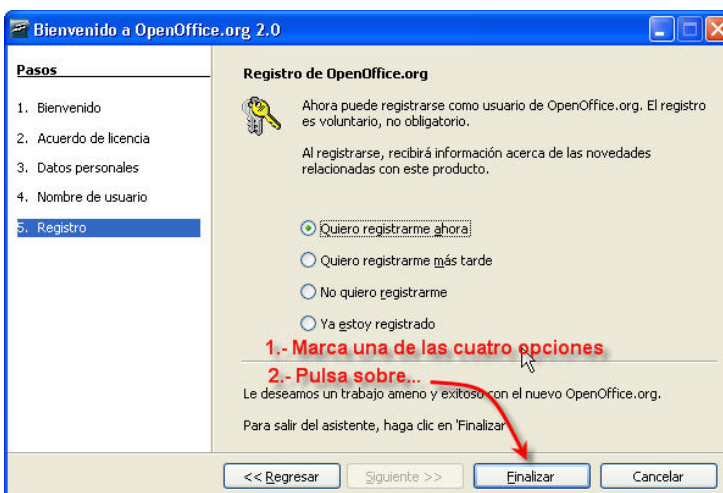 Bienvenido a OpenOffice.org 2.0
Pasos
1. Bienvenido
2. Acuerdo de licencia
3. Datos personales
4. Nombre de usuario
5. Registro
Registro de OpenOffice.org
Ahora puede registrarse como usuario de OpenOffice.org. El registro
es voluntario, no obligatorio.
Al registrarse, recibirá información acerca de las novedades
relacionadas con este producto.
Quiero registrarme ahora
Quiero registrarme más tarde
No quiero registrarme
Ya estoy registrado
1.- Marca una de las cuatro opciones
2.- Pulsa sobre...
Le deseamos un trabajo ameno y exitoso con el nuevo OpenOffice.org.
Para salir del asistente, haga clic en 'Finalizar
<< Regresar
Siguiente >>
Finalizar
Cancelar